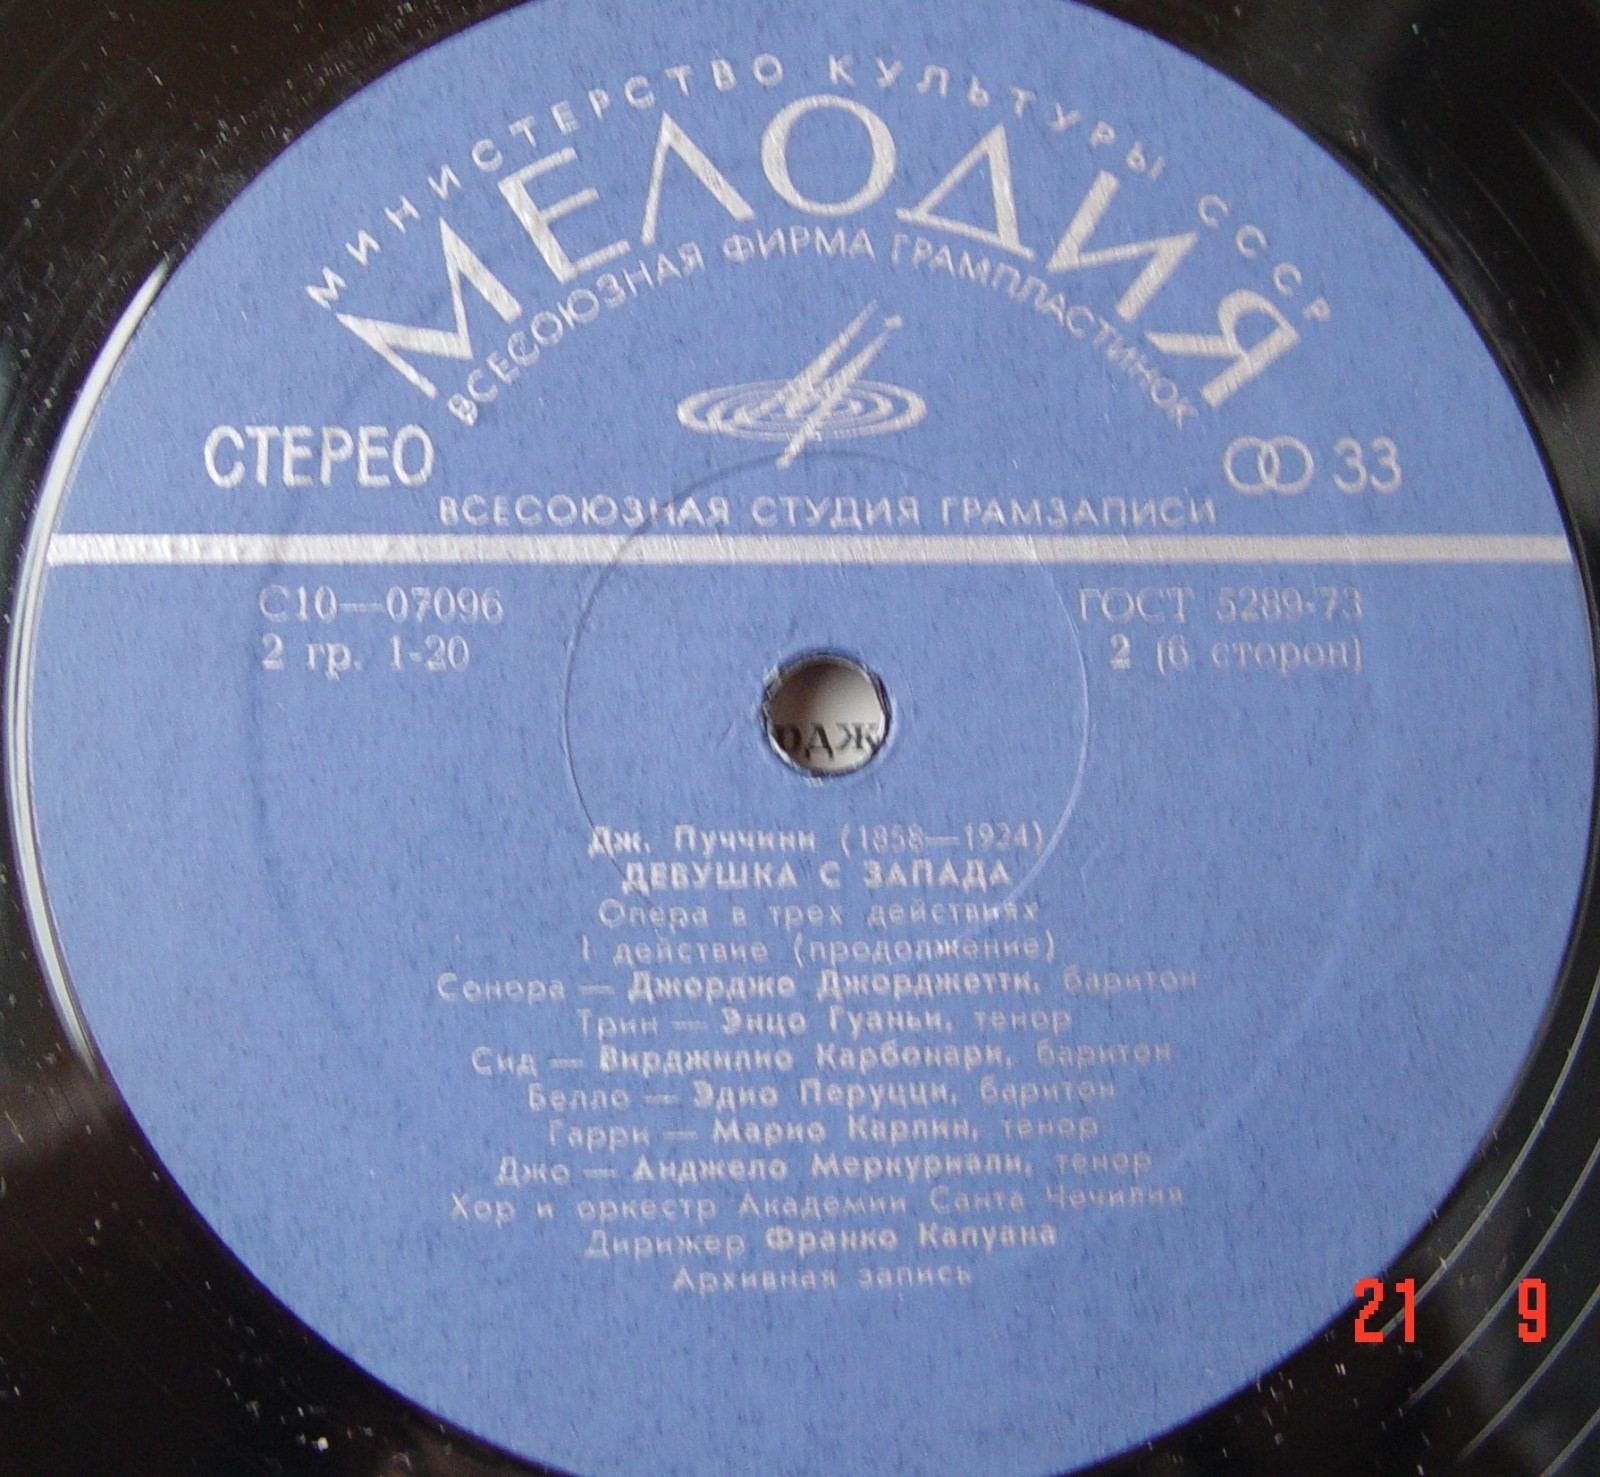 МИНИСТЕРСТВО КУЛЬТУРЫ СССР
МЕЛОДИЯ
ВСЕСОЮЗНАЯ ФИРМА ГРАМПЛАСТИНОК
СТЕРЕО
33
ВСЕСОЮЗНАЯ СТУДИЯ ГРАМЗАПИСИ
С10—07096
ГОСТ 5289-73
2 гр. 1-20
2 (6 сторон)
ОДЖ
Дж. Пуччини (1858—1924)
ДЕВУШКА С ЗАПАДА
Опера в трех действиях
I действие (продолжение)
Сонора — Джордже Джорджетти, баритон
Трин — Энцо Гуаньи, тенор
Сид — Вирджилио Карбонари, баритон
Белло — Эдио Перуцци, баритон
Гарри — Марио Карлин, тенор
Джо — Анджело Меркуриали, тенор
Хор и оркестр Академии Санта Чечилия
Дирижер Франко Капуана
Архивная запись
21 9